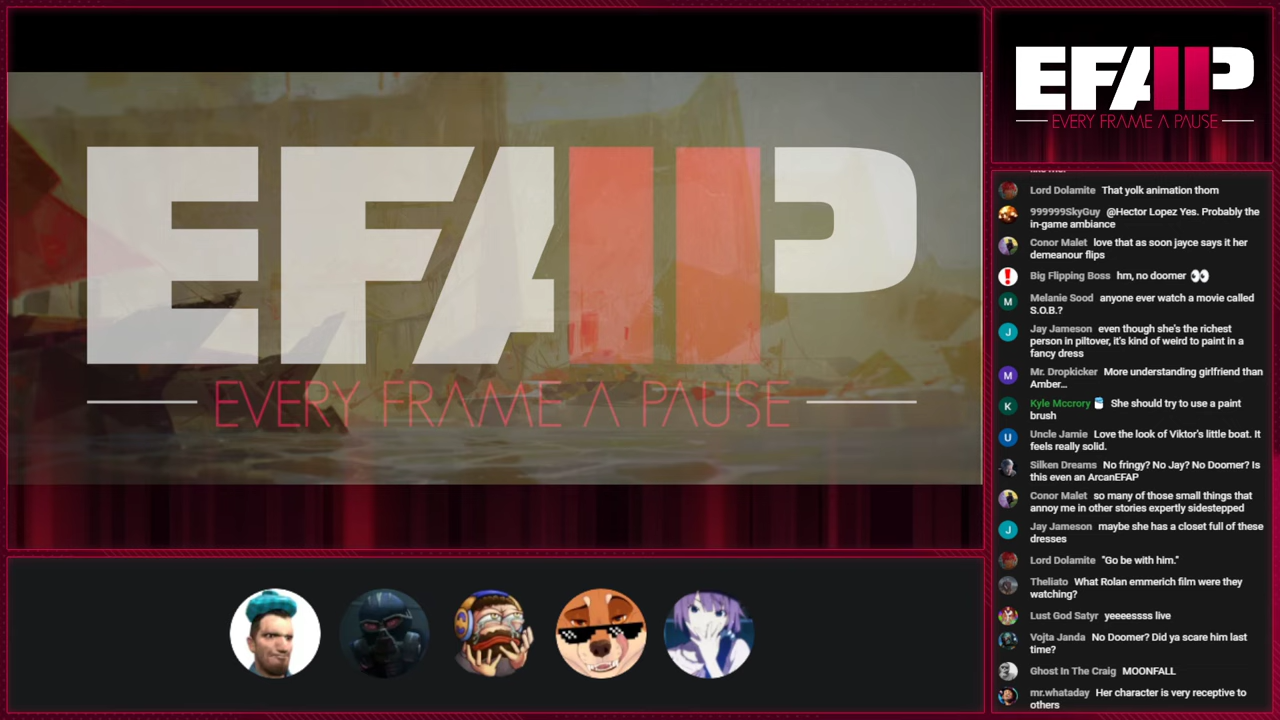 EFAP
EVERY FRAME A PAUSE
EFAP
EVERY FRAME A PAUSE
Lord Dolamite That yolk animation thorn
999999SkyGuy @Hector Lopez Yes. Probably the
in-game ambiance
Conor Malet love that as soon jayce says it her
demeanour flips
Big Flipping Boss hm, no doomer 👀
M
Melanie Sood anyone ever watch a movie called
S.O.B.?
J
Jay Jameson even though she's the richest
person in piltover, it's kind of weird to paint in a
fancy dress
M
Mr. Dropkicker More understanding girlfriend than
Amber...
K
Kyle Mccrory She should try to use a paint
brush
U
Uncle Jamie Love the look of Viktor's little boat. It
feels really solid.
Silken Dreams No fringy? No Jay? No Doomer? Is
this even an ArcanEFAP
Conor Malet so many of those small things that
annoy me in other stories expertly sidestepped
J
Jay Jameson maybe she has a closet full of these
dresses
Lord Dolamite "Go be with him."
Theliato What Rolan emmerich film were they
watching?
Lust God Satyr yeeeessss live
Vojta Janda No Doomer? Did ya scare him last
time?
Ghost In The Craig MOONFALL
mr.whataday Her character is very receptive to
others